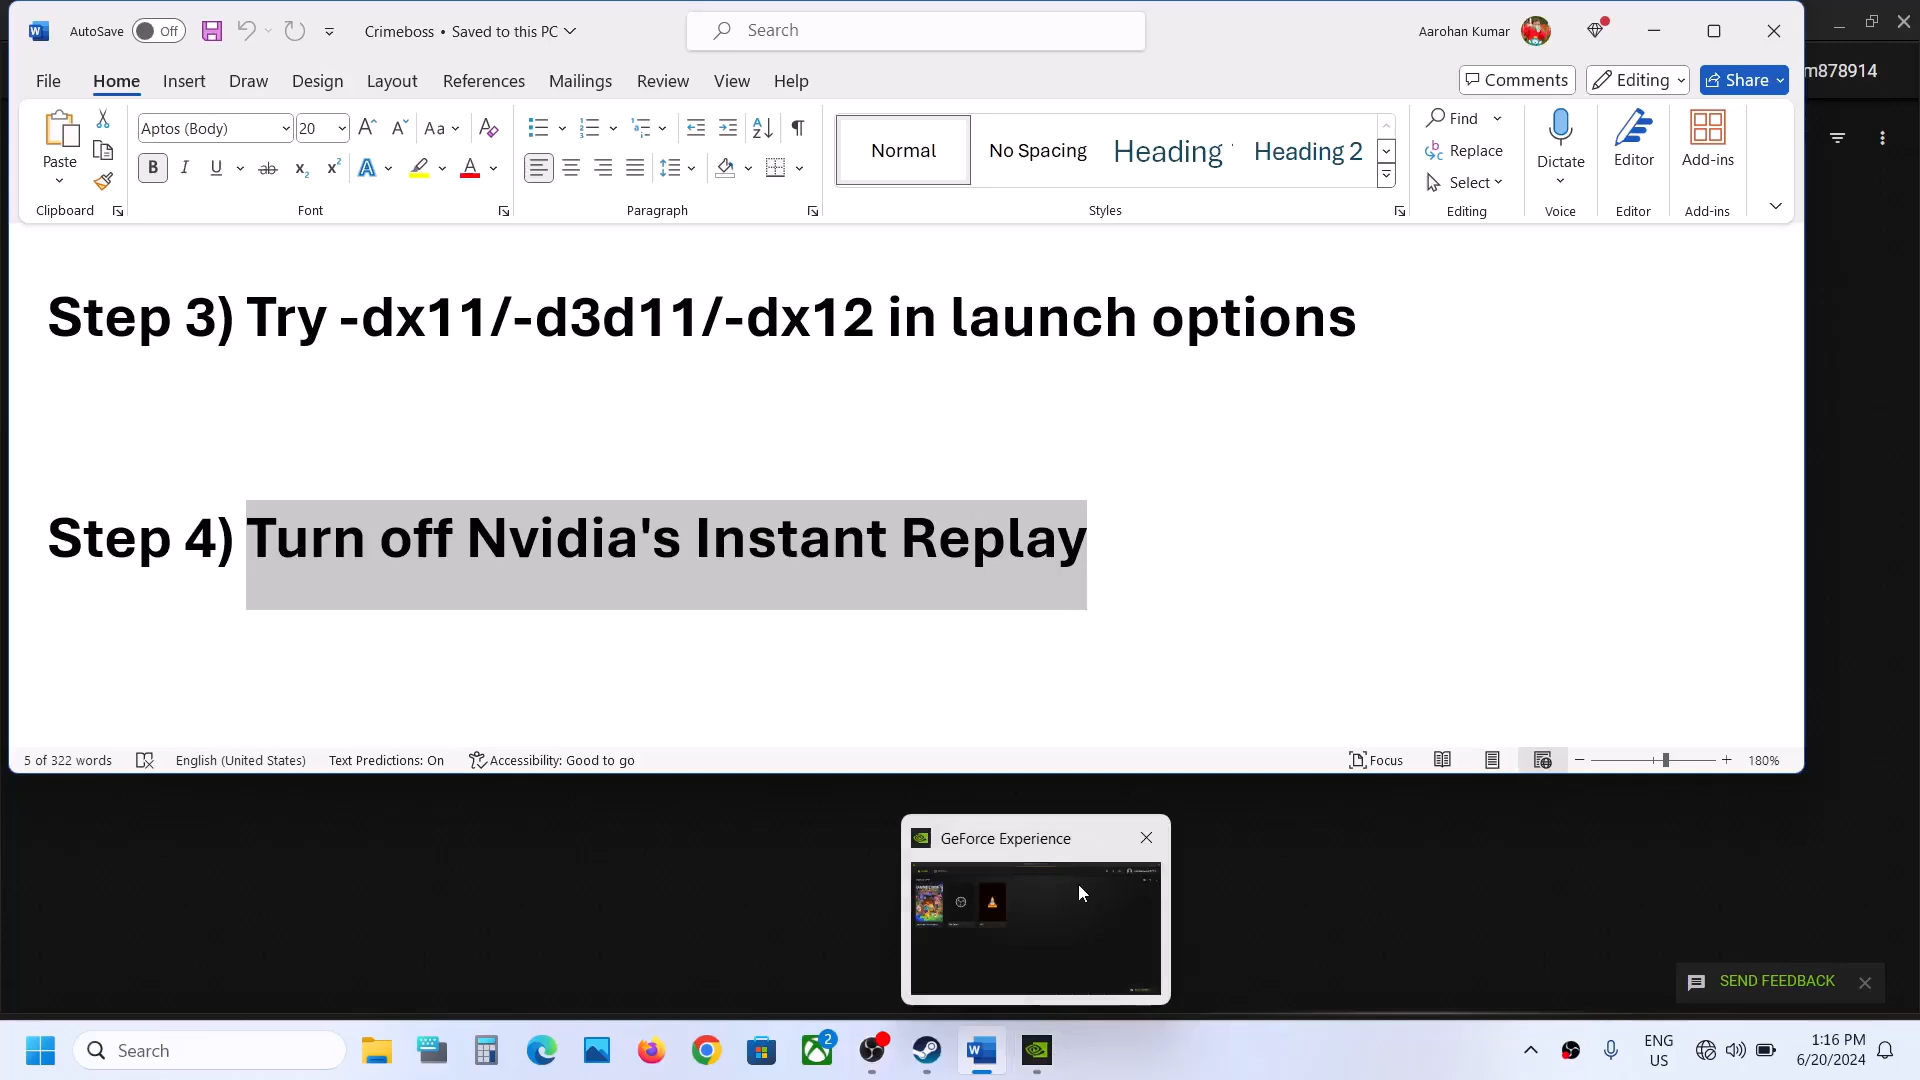 AutoSave Off Crimeboss • Saved to this PC Search Aarohan Kumar
m878914
File Home Insert Draw Design Layout References Mailings Review View Help Comments Editing Share
Paste Aptos (Body) 20 Aa Normal No Spacing Heading Heading 2 Find Replace Select Dictate Editor Add-ins
Clipboard Font Paragraph Styles Editing Voice Editor Add-ins
Step 3) Try -dx11/-d3d11/-dx12 in launch options
Step 4) Turn off Nvidia's Instant Replay
5 of 322 words English (United States) Text Predictions: On Accessibility: Good to go Focus 180%
GeForce Experience
SEND FEEDBACK
Search 2 ENG 1:16 PM
US 6/20/2024